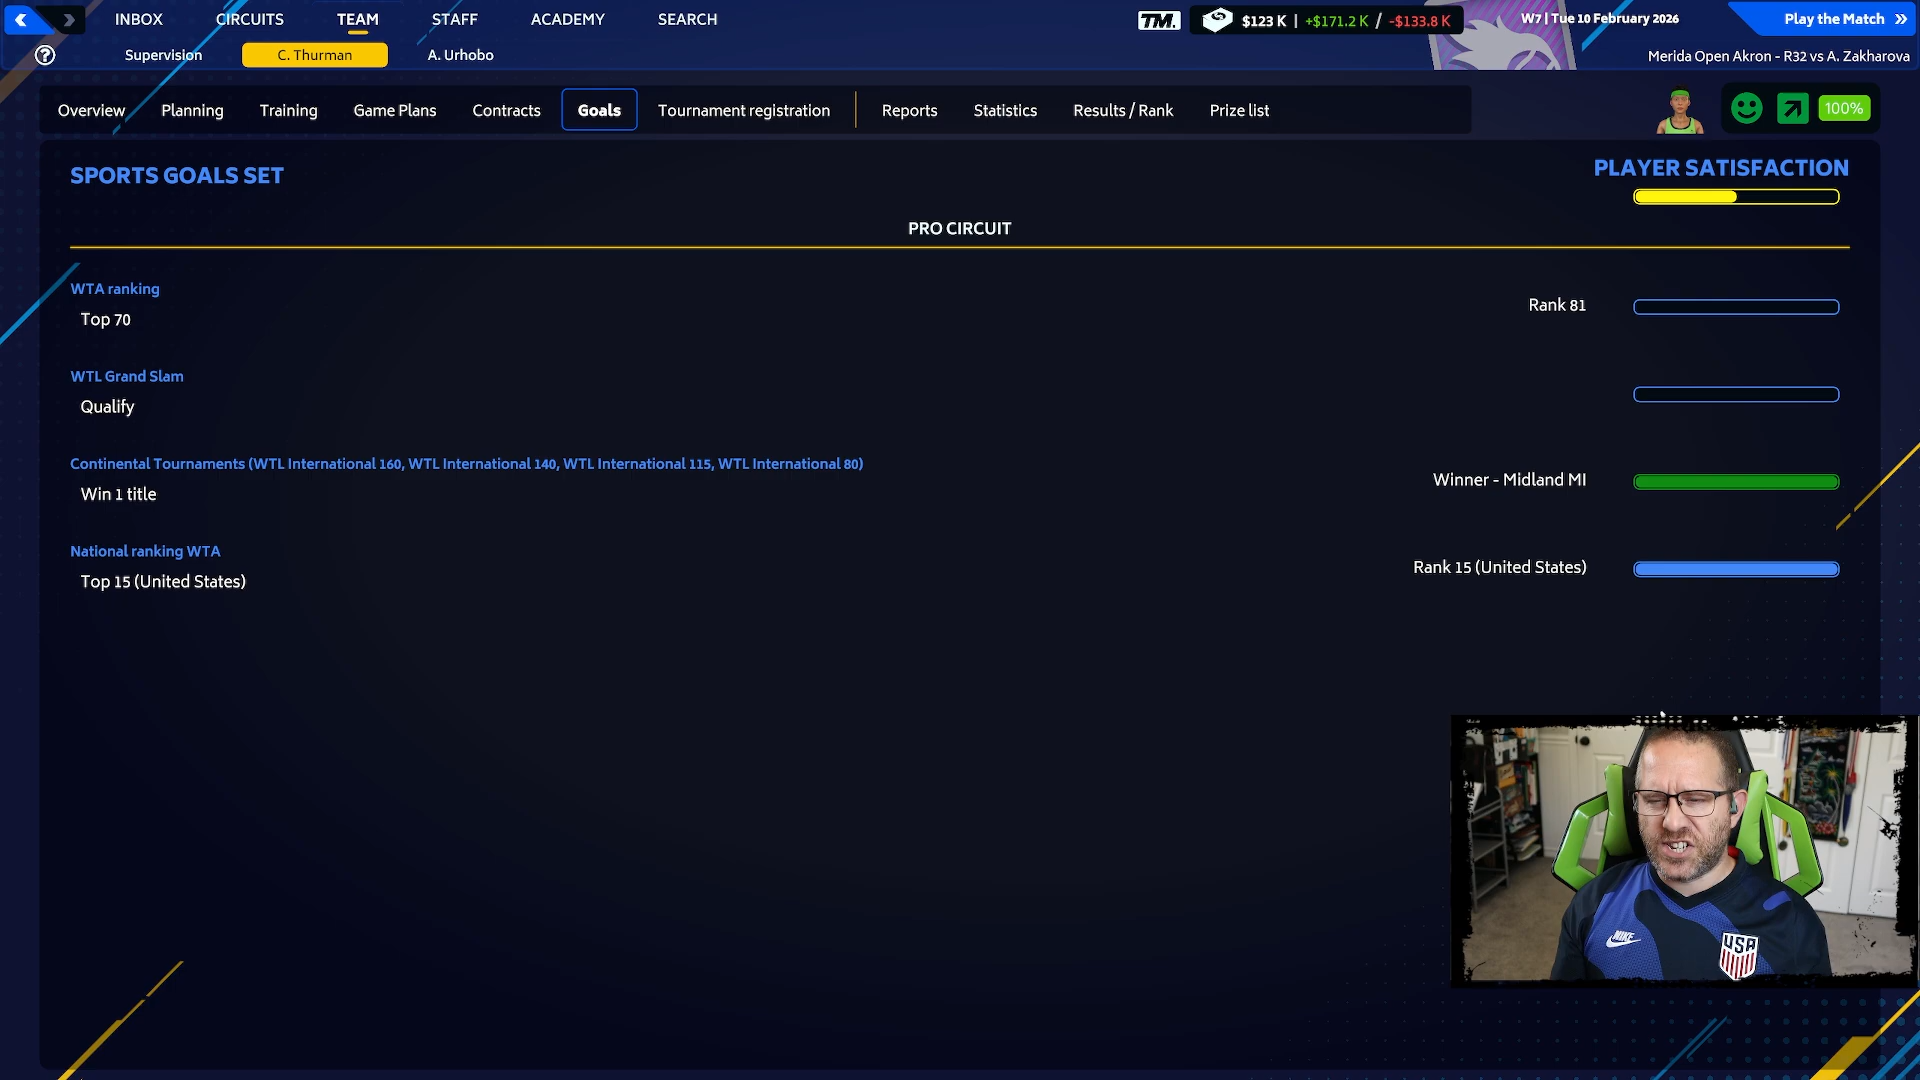 INBOX CIRCUITS TEAM STAFF ACADEMY SEARCH
TM. $123 K | +$171.2 K / -$133.8 K W7 | Tue 10 February 2026 Play the Match
Supervision C. Thurman A. Urhobo Merida Open Akron - R32 vs A. Zakharova
Overview Planning Training Game Plans Contracts Goals Tournament registration Reports Statistics Results / Rank Prize list 100%
SPORTS GOALS SET
PLAYER SATISFACTION
PRO CIRCUIT
WTA ranking
Top 70
Rank 81
WTL Grand Slam
Qualify
Continental Tournaments (WTL International 160, WTL International 140, WTL International 115, WTL International 80)
Win 1 title
Winner - Midland MI
National ranking WTA
Top 15 (United States)
Rank 15 (United States)
NIKE
USA